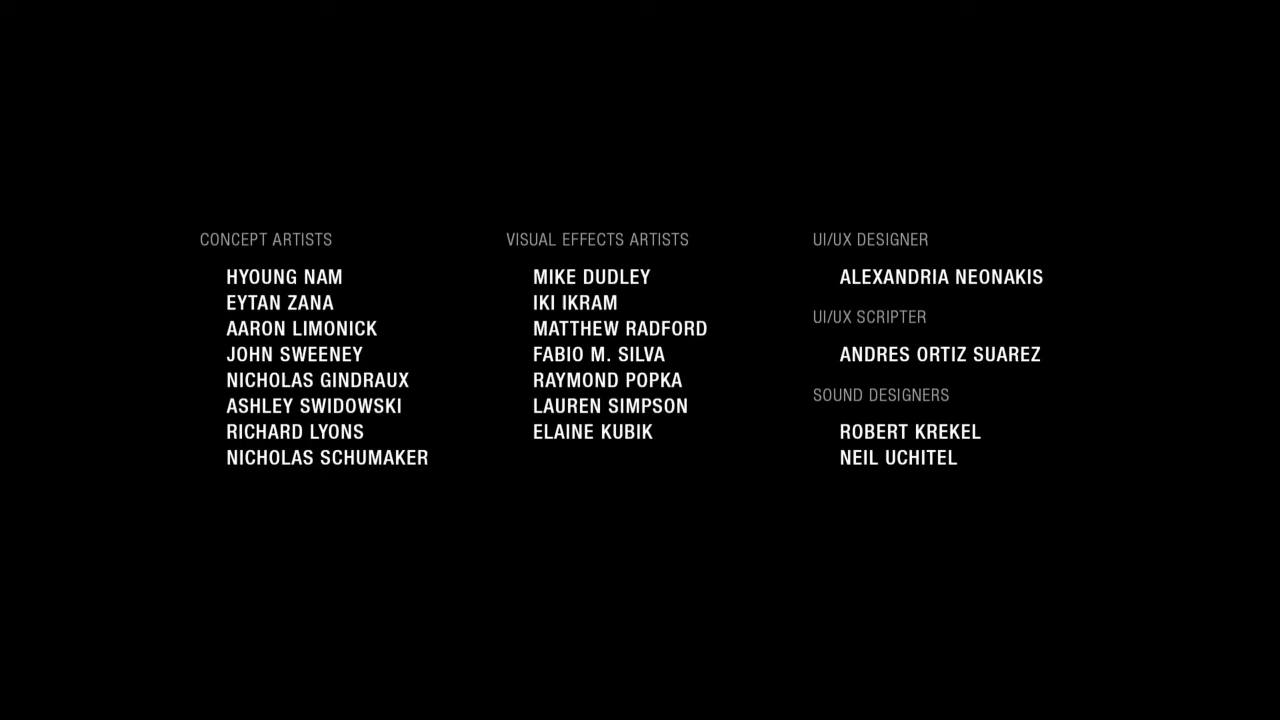 CONCEPT ARTISTS
HYOUNG NAM
EYTAN ZANA
AARON LIMONICK
JOHN SWEENEY
NICHOLAS GINDRAUX
ASHLEY SWIDOWSKI
RICHARD LYONS
NICHOLAS SCHUMAKER
VISUAL EFFECTS ARTISTS
MIKE DUDLEY
IKI IKRAM
MATTHEW RADFORD
FABIO M. SILVA
RAYMOND POPKA
LAUREN SIMPSON
ELAINE KUBIK
UI/UX DESIGNER
ALEXANDRIA NEONAKIS
UI/UX SCRIPTER
ANDRES ORTIZ SUAREZ
SOUND DESIGNERS
ROBERT KREKEL
NEIL UCHITEL